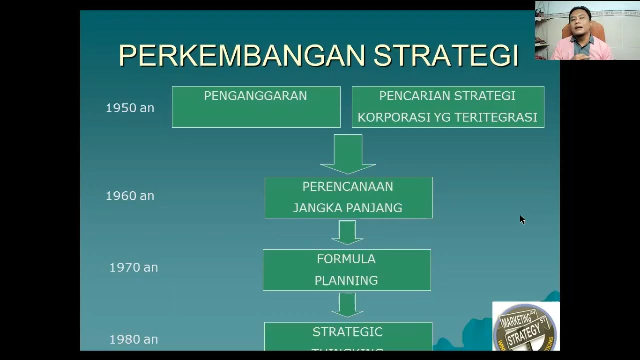 PERKEMBANGAN STRATEGI
1950 an
PENGANGGARAN
PENCARIAN STRATEGI
KORPORASI YG TERITEGRASI
1960 an
PERENCANAAN
JANGKA PANJANG
1970 an
FORMULA
PLANNING
1980 an
STRATEGIC
MARKETING
STRATEGY